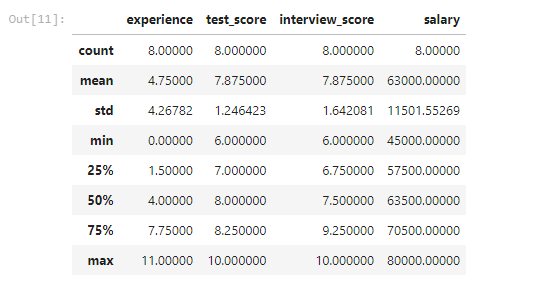 Out[11]:
experience test_score interview_score salary
count 8.00000 8.000000 8.000000 8.00000
mean 4.75000 7.875000 7.875000 63000.00000
std 4.26782 1.246423 1.642081 11501.55269
min 0.00000 6.000000 6.000000 45000.00000
25% 1.50000 7.000000 6.750000 57500.00000
50% 4.00000 8.000000 7.500000 63500.00000
75% 7.75000 8.250000 9.250000 70500.00000
max 11.00000 10.000000 10.000000 80000.00000